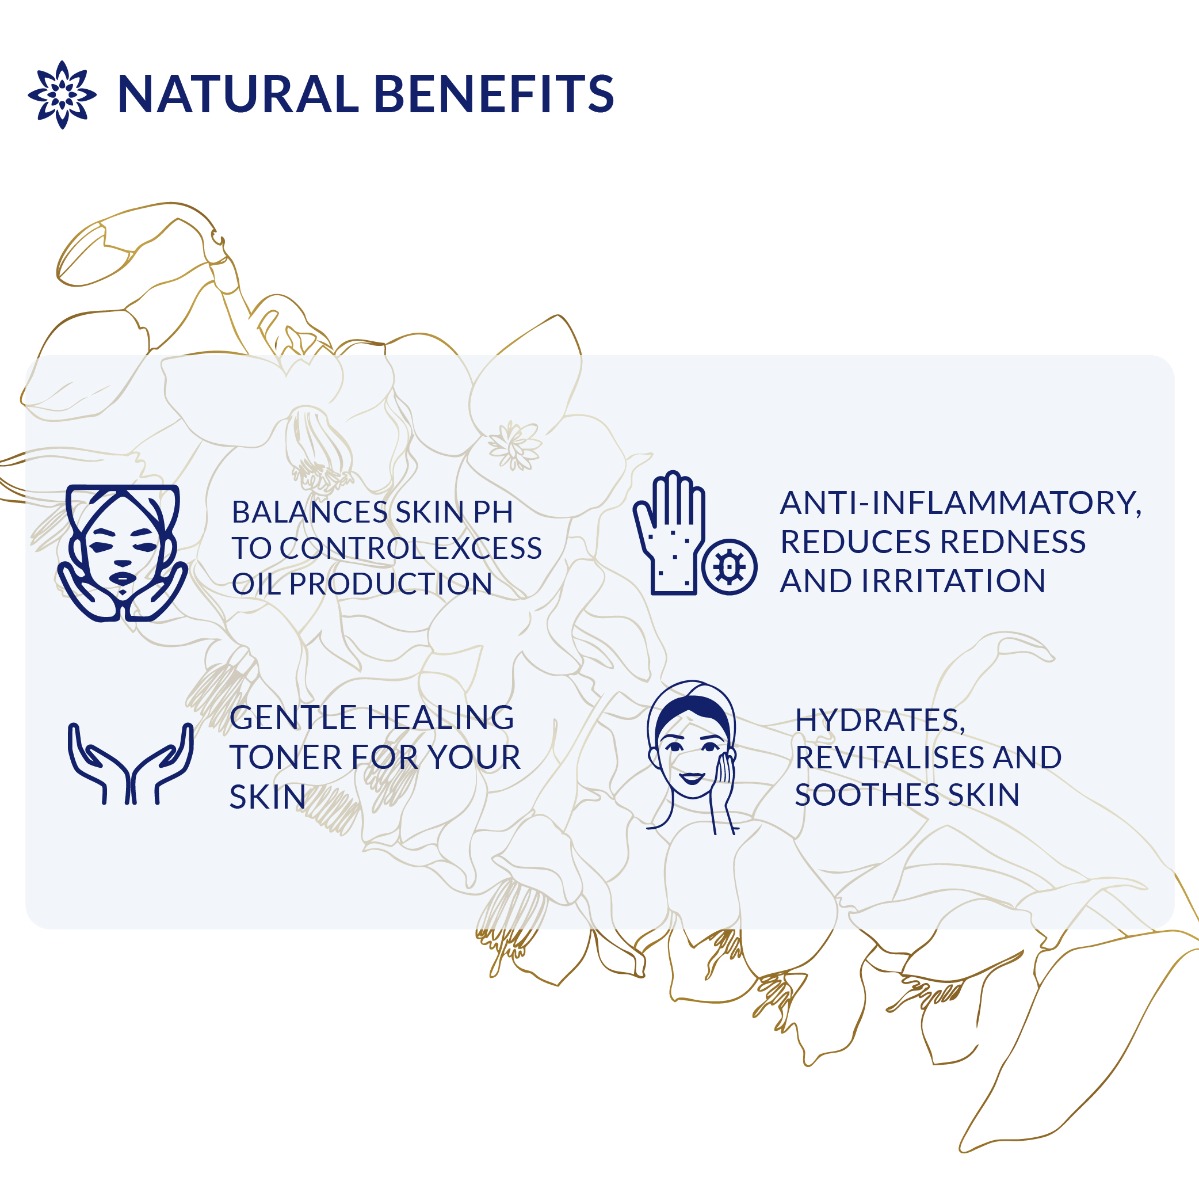 NATURAL BENEFITS
BALANCES SKIN PH
TO CONTROL EXCESS
OIL PRODUCTION
ANTI-INFLAMMATORY,
REDUCES REDNESS
AND IRRITATION
GENTLE HEALING
TONER FOR YOUR
SKIN
HYDRATES,
REVITALISES AND
SOOTHES SKIN